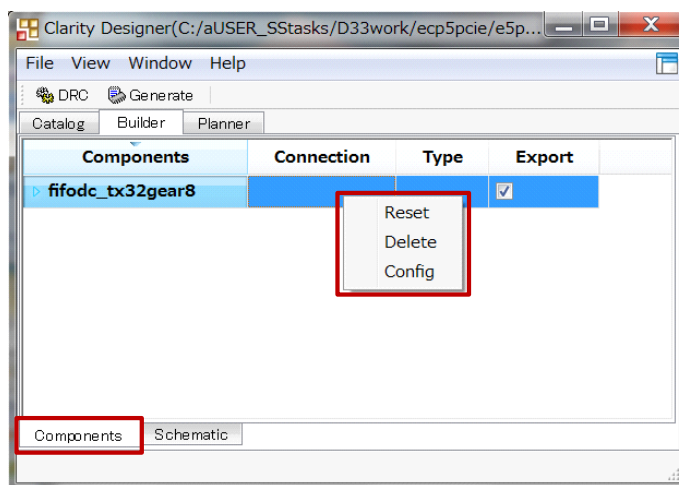 Clarity Designer(C:/aUSER_SStasks/D33work/ecp5pcie/e5p...
File View Window Help
DRC Generate
Catalog Builder Planner
Components Connection Type Export
fifodc_tx32gear8
Reset
Delete
Config
Components Schematic